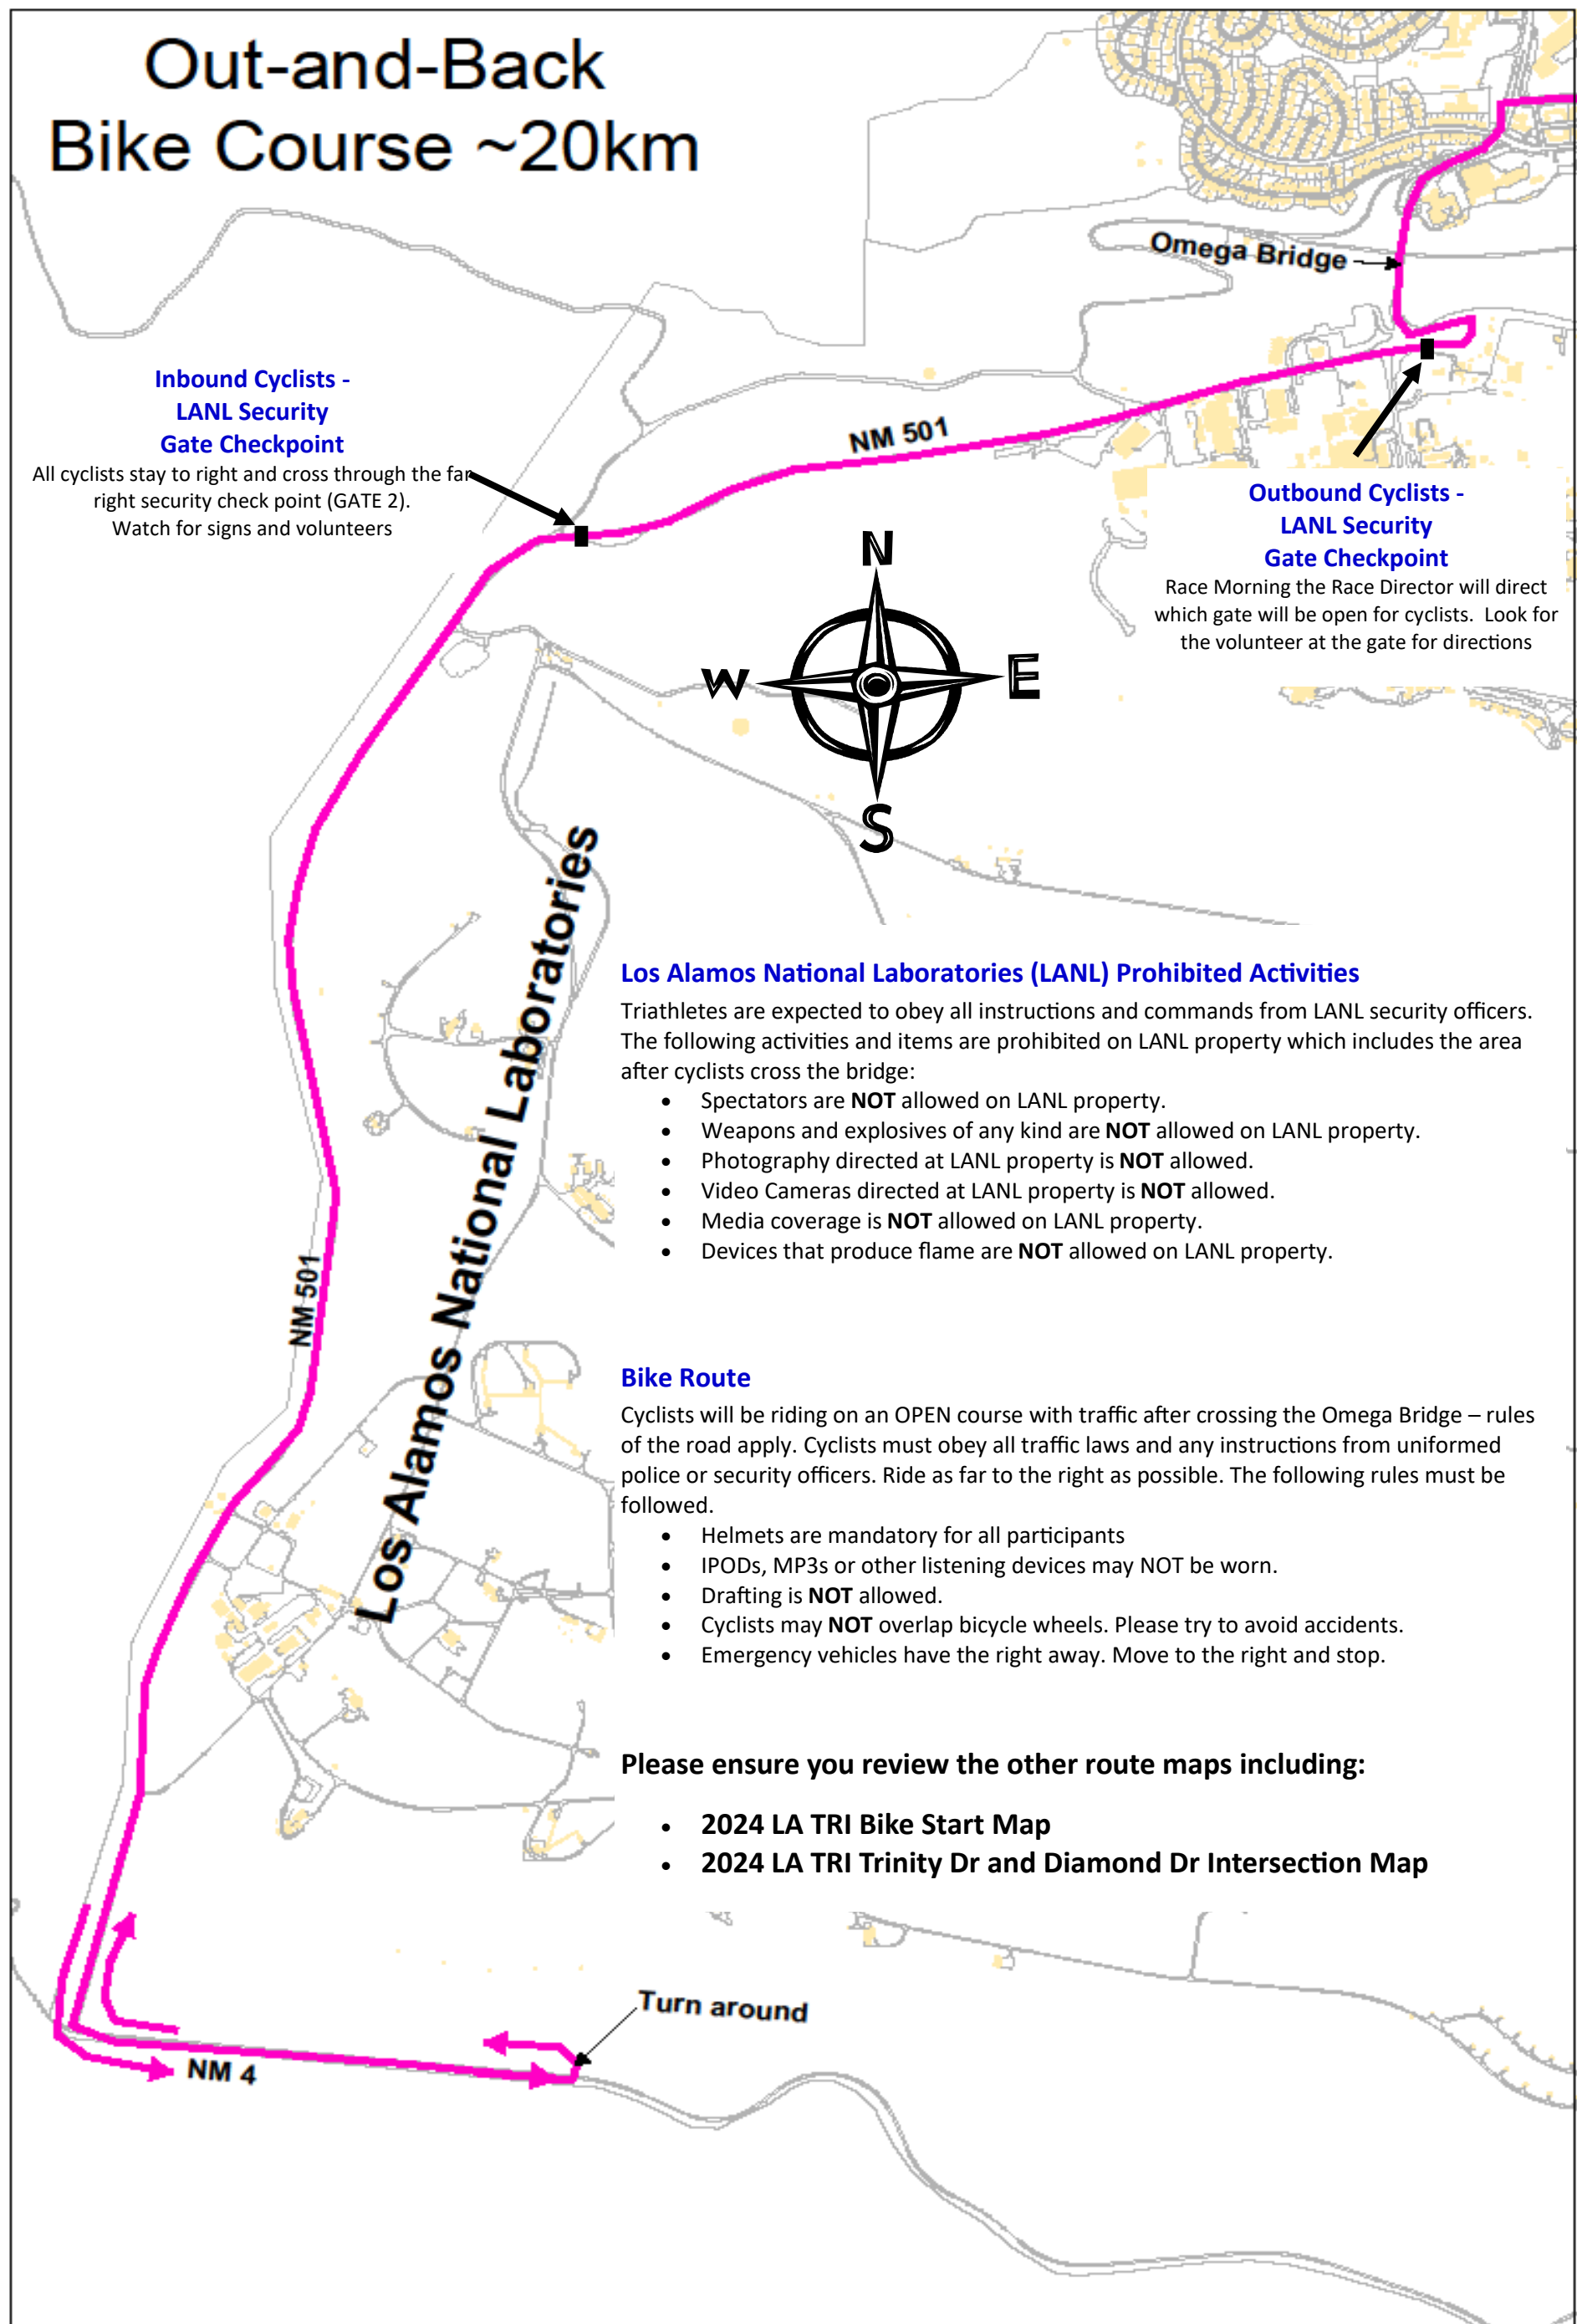 Out-and-Back
Bike Course ~20km
Omega Bridge
Inbound Cyclists -
LANL Security
Gate Checkpoint
All cyclists stay to right and cross through the far
right security check point (GATE 2).
Watch for signs and volunteers
NM 501
Outbound Cyclists -
LANL Security
Gate Checkpoint
Race Morning the Race Director will direct
which gate will be open for cyclists.  Look for
the volunteer at the gate for directions
N
W
E
S
Los Alamos National Laboratories
Los Alamos National Laboratories (LANL) Prohibited Activities
Triathletes are expected to obey all instructions and commands from LANL security officers.
The following activities and items are prohibited on LANL property which includes the area
after cyclists cross the bridge:
• Spectators are NOT allowed on LANL property.
• Weapons and explosives of any kind are NOT allowed on LANL property.
• Photography directed at LANL property is NOT allowed.
• Video Cameras directed at LANL property is NOT allowed.
• Media coverage is NOT allowed on LANL property.
• Devices that produce flame are NOT allowed on LANL property.
NM 501
Bike Route
Cyclists will be riding on an OPEN course with traffic after crossing the Omega Bridge – rules
of the road apply. Cyclists must obey all traffic laws and any instructions from uniformed
police or security officers. Ride as far to the right as possible. The following rules must be
followed.
• Helmets are mandatory for all participants
• IPODs, MP3s or other listening devices may NOT be worn.
• Drafting is NOT allowed.
• Cyclists may NOT overlap bicycle wheels. Please try to avoid accidents.
• Emergency vehicles have the right away. Move to the right and stop.
Please ensure you review the other route maps including:
• 2024 LA TRI Bike Start Map
• 2024 LA TRI Trinity Dr and Diamond Dr Intersection Map
Turn around
NM 4